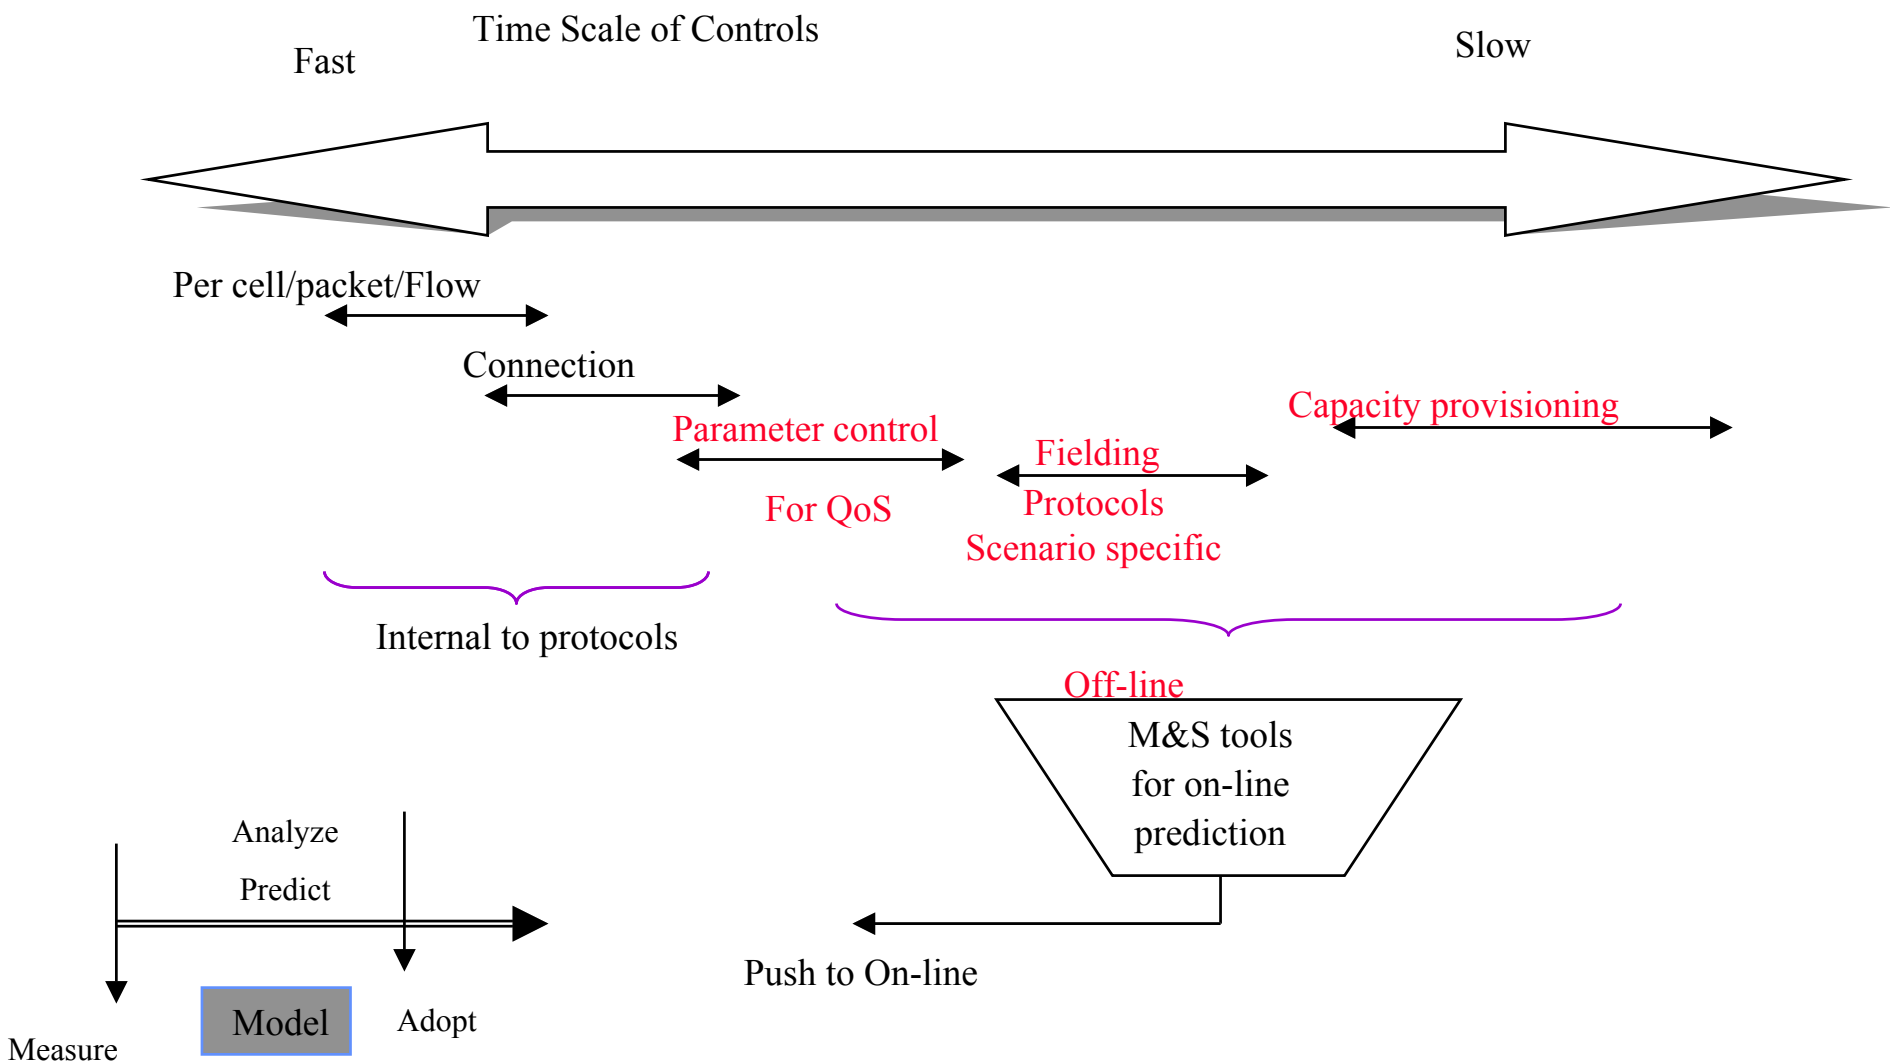 Time Scale of Controls
Fast
Slow
Per cell/packet/Flow
Connection
Parameter control
For QoS
Fielding
Protocols
Scenario specific
Capacity provisioning
Internal to protocols
Off-line
M&S tools
for on-line
prediction
Push to On-line
Analyze
Predict
Model
Adopt
Measure